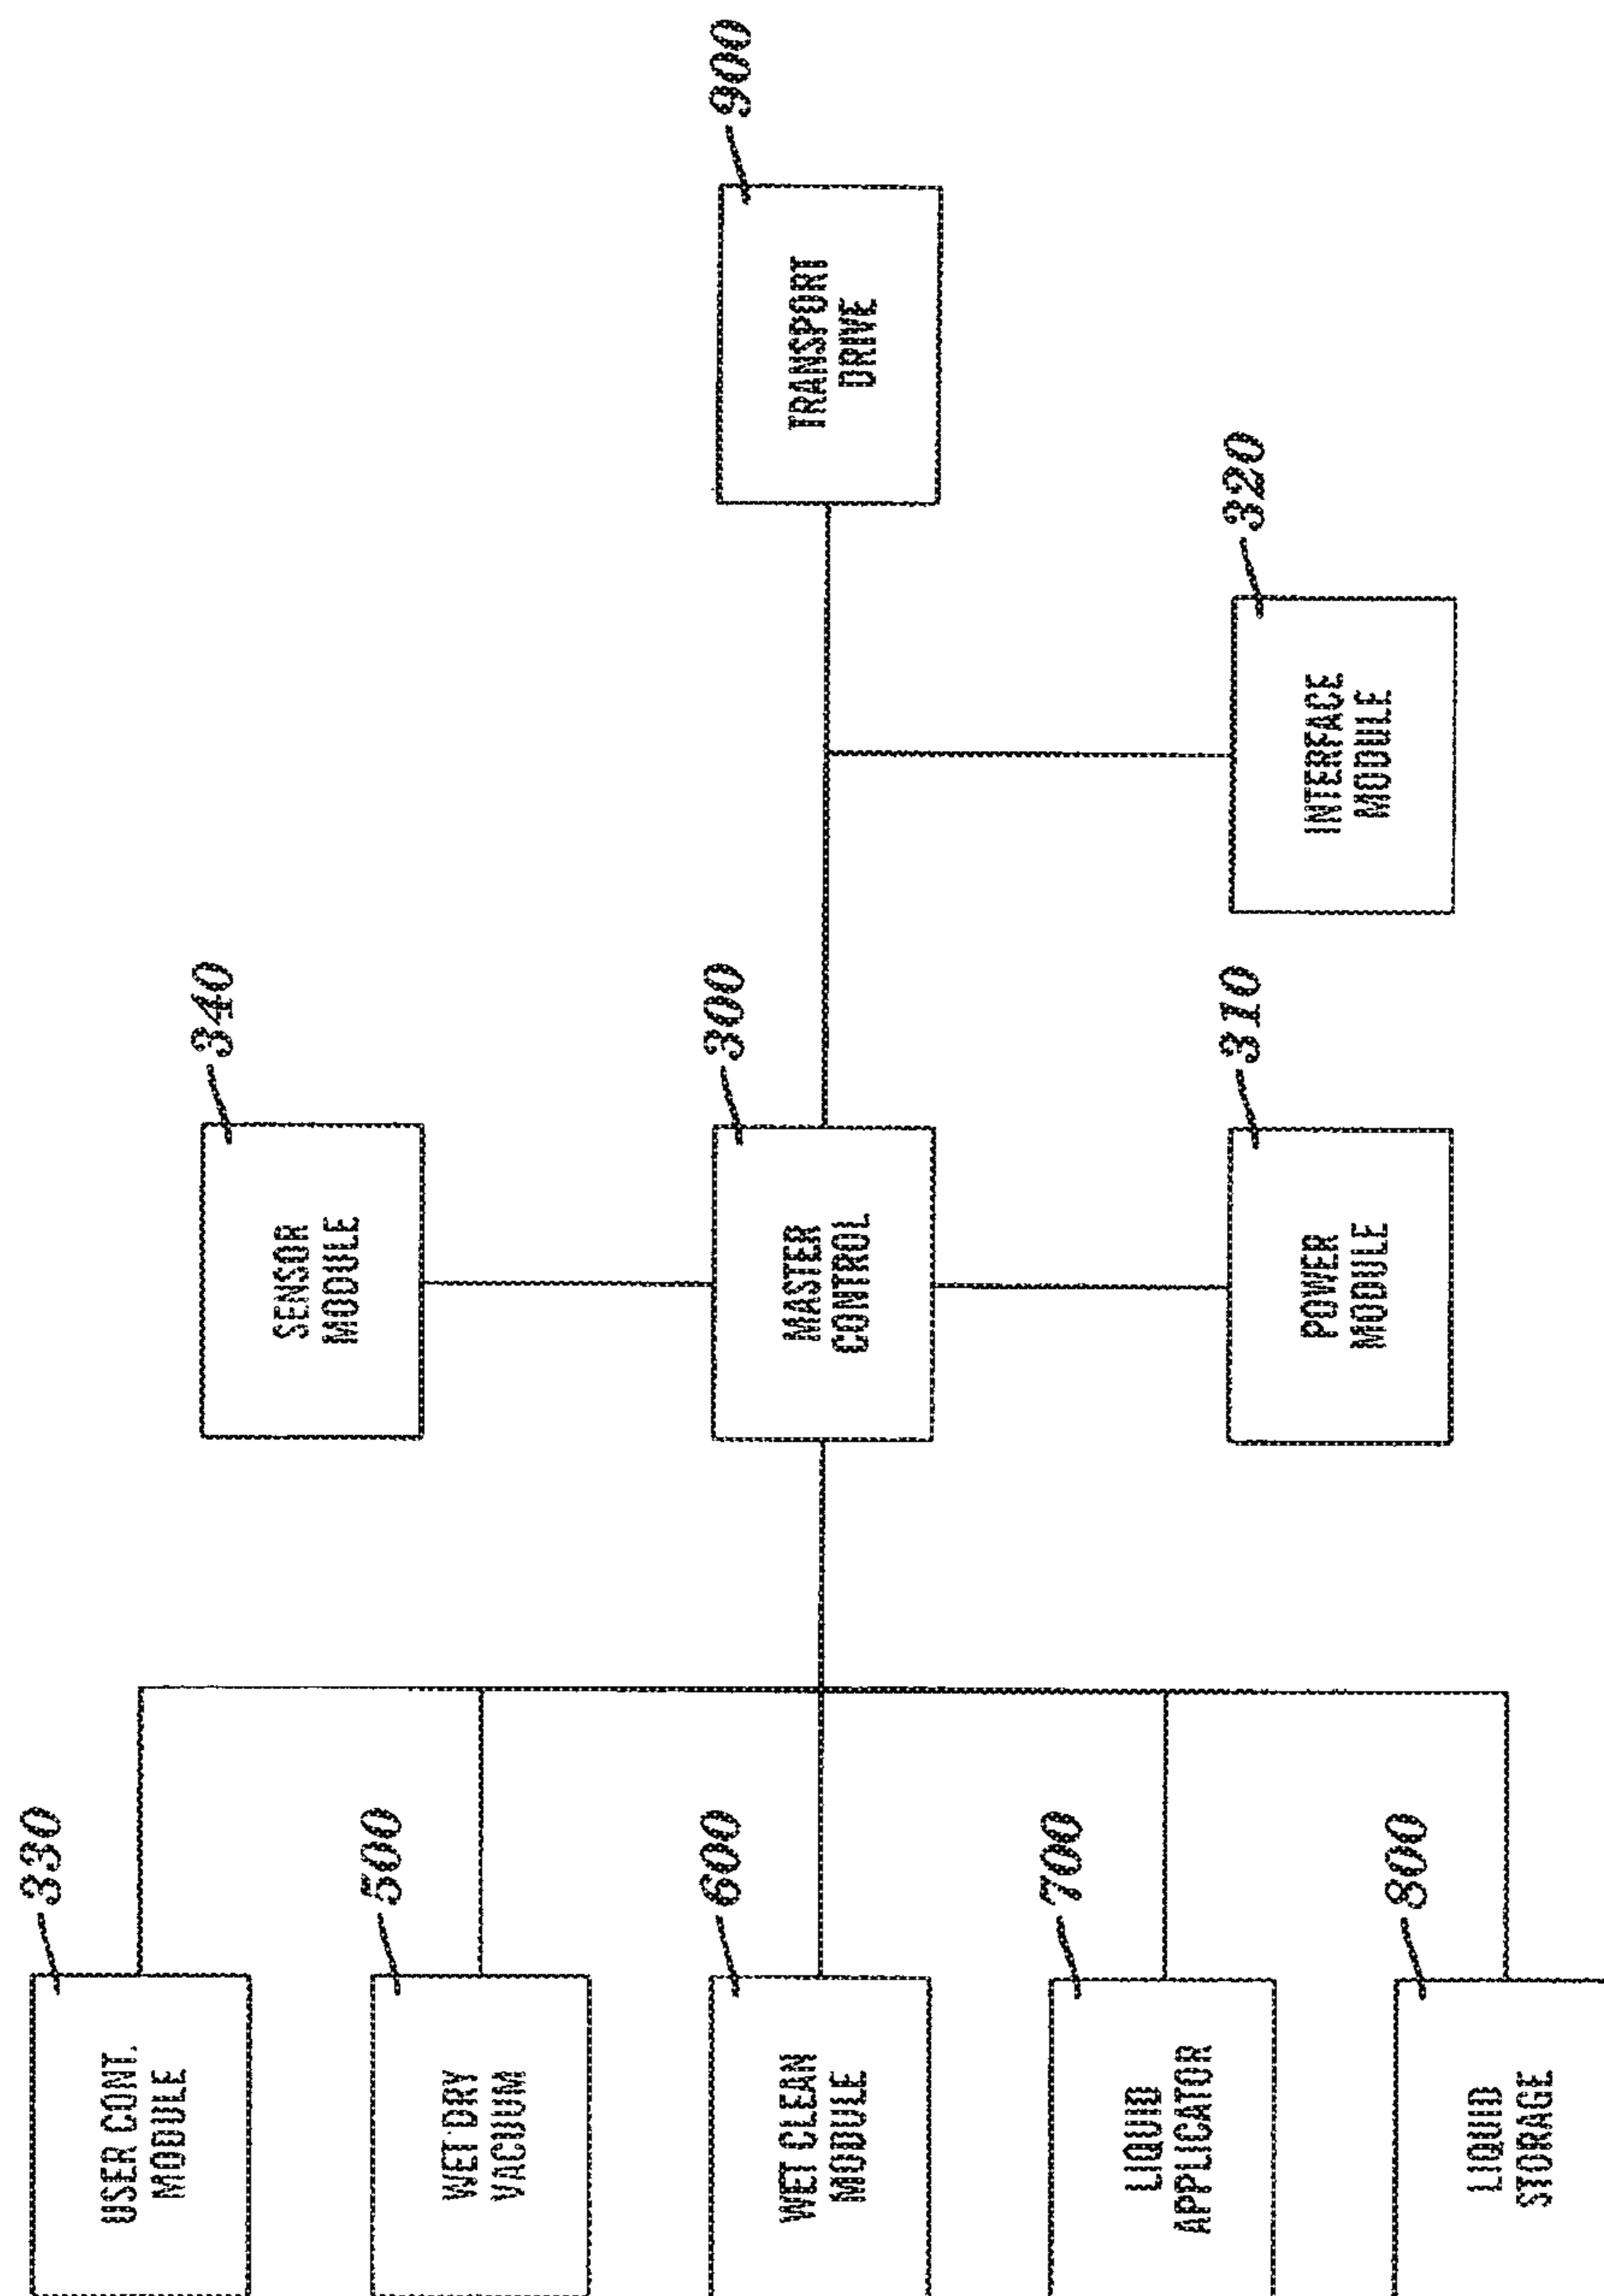 330
USER CONT.
MODULE
340
SENSOR
MODULE
500
WET DRY
VACUUM
600
WET CLEAN
MODULE
300
MASTER
CONTROL
900
TRANSPORT
DRIVE
700
LIQUID
APPLICATOR
310
POWER
MODULE
320
INTERFACE
MODULE
800
LIQUID
STORAGE